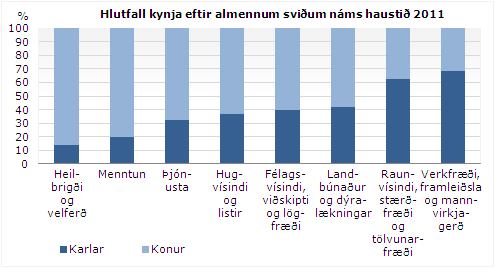 Hlutfall kynja eftir almennum sviðum náms haustið 2011
%
100
90
80
70
60
50
40
30
20
10
0
Heil-
brigði
og
velferð
Menntun
Þjón-
usta
Hug-
vísindi
og
listir
Félags-
vísindi,
viðskipti
og lög-
fræði
Land-
búnaður
og dýra-
lækningar
Raun-
vísindi,
stærð-
fræði
og
tölvunar-
fræði
Verkfræði,
framleiðsla
og mann-
virkja-
gerð
Karlar
Konur